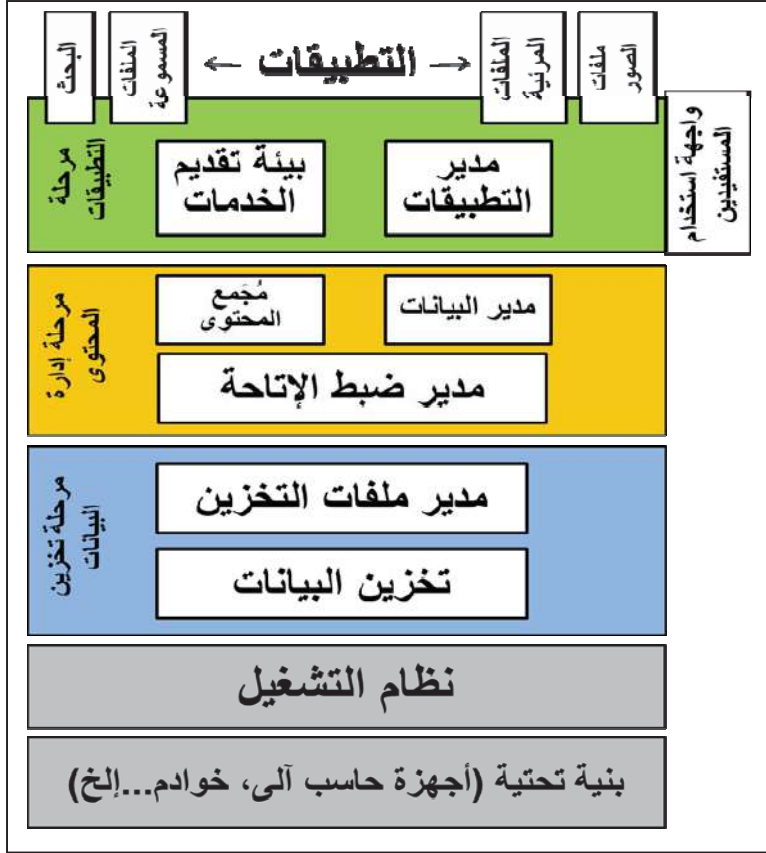 ← التطبيقات →
ملفات
الصور
الملفات
المرئية
الملفات
المسموعة
البحث
واجهة استخدام
المستفيدين
مرحلة
التطبيقات
مدير
التطبيقات
بيئة تقديم
الخدمات
مرحلة إدارة
المحتوى
مدير البيانات
مُجَمع
المحتوى
مدير ضبط الإتاحة
مرحلة تخزين
البيانات
مدير ملفات التخزين
تخزين البيانات
نظام التشغيل
بنية تحتية (أجهزة حاسب آلى، خوادم...إلخ)